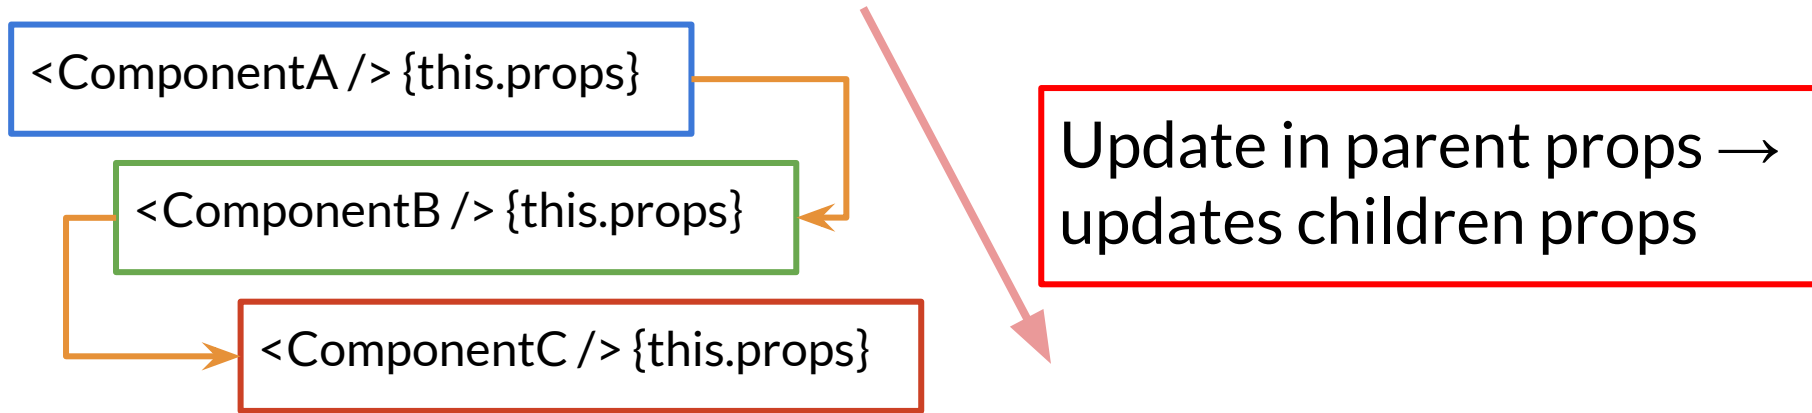 <ComponentA /> {this.props}
<ComponentB /> {this.props}
<ComponentC /> {this.props}
Update in parent props →
updates children props